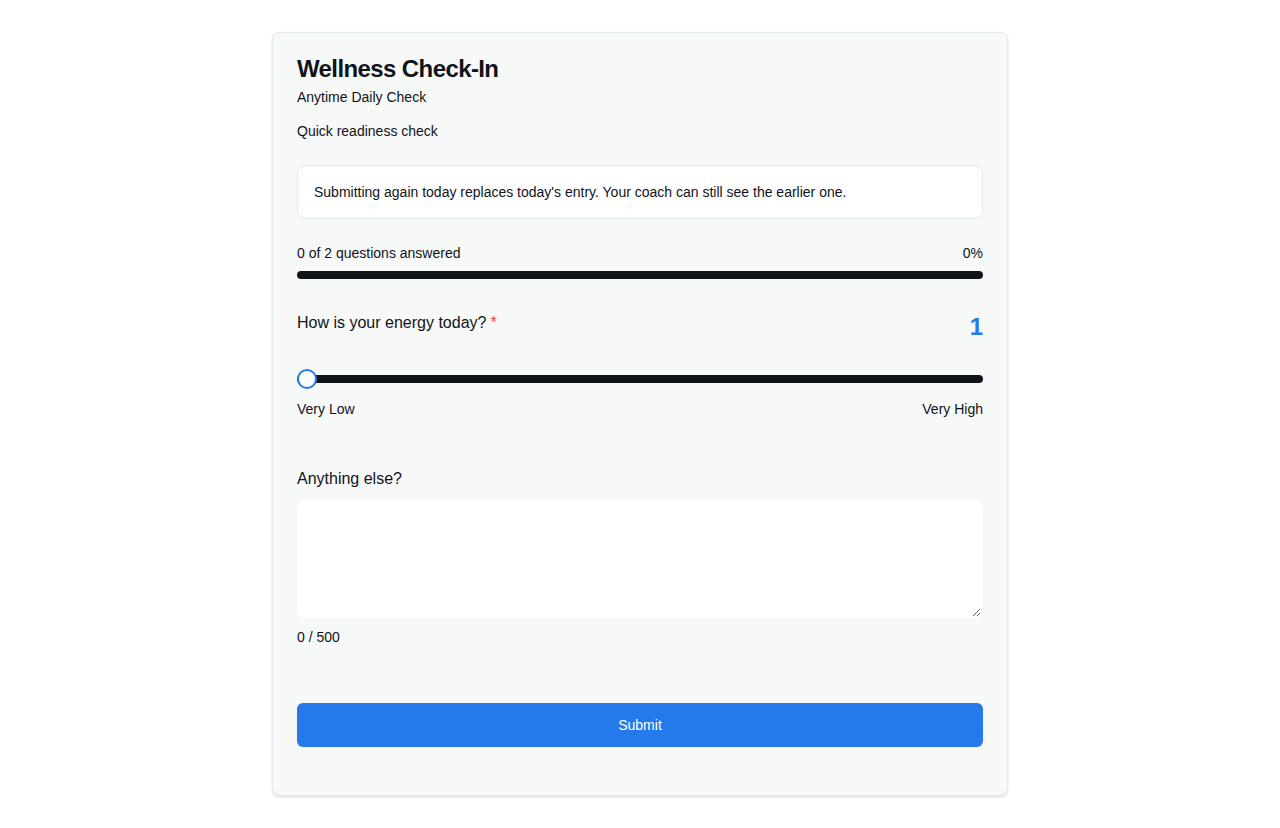 Wellness Check-In
Anytime Daily Check
Quick readiness check
Submitting again today replaces today's entry. Your coach can still see the earlier one.
0 of 2 questions answered 0%
How is your energy today? * 1
Very Low Very High
Anything else?
0 / 500
Submit